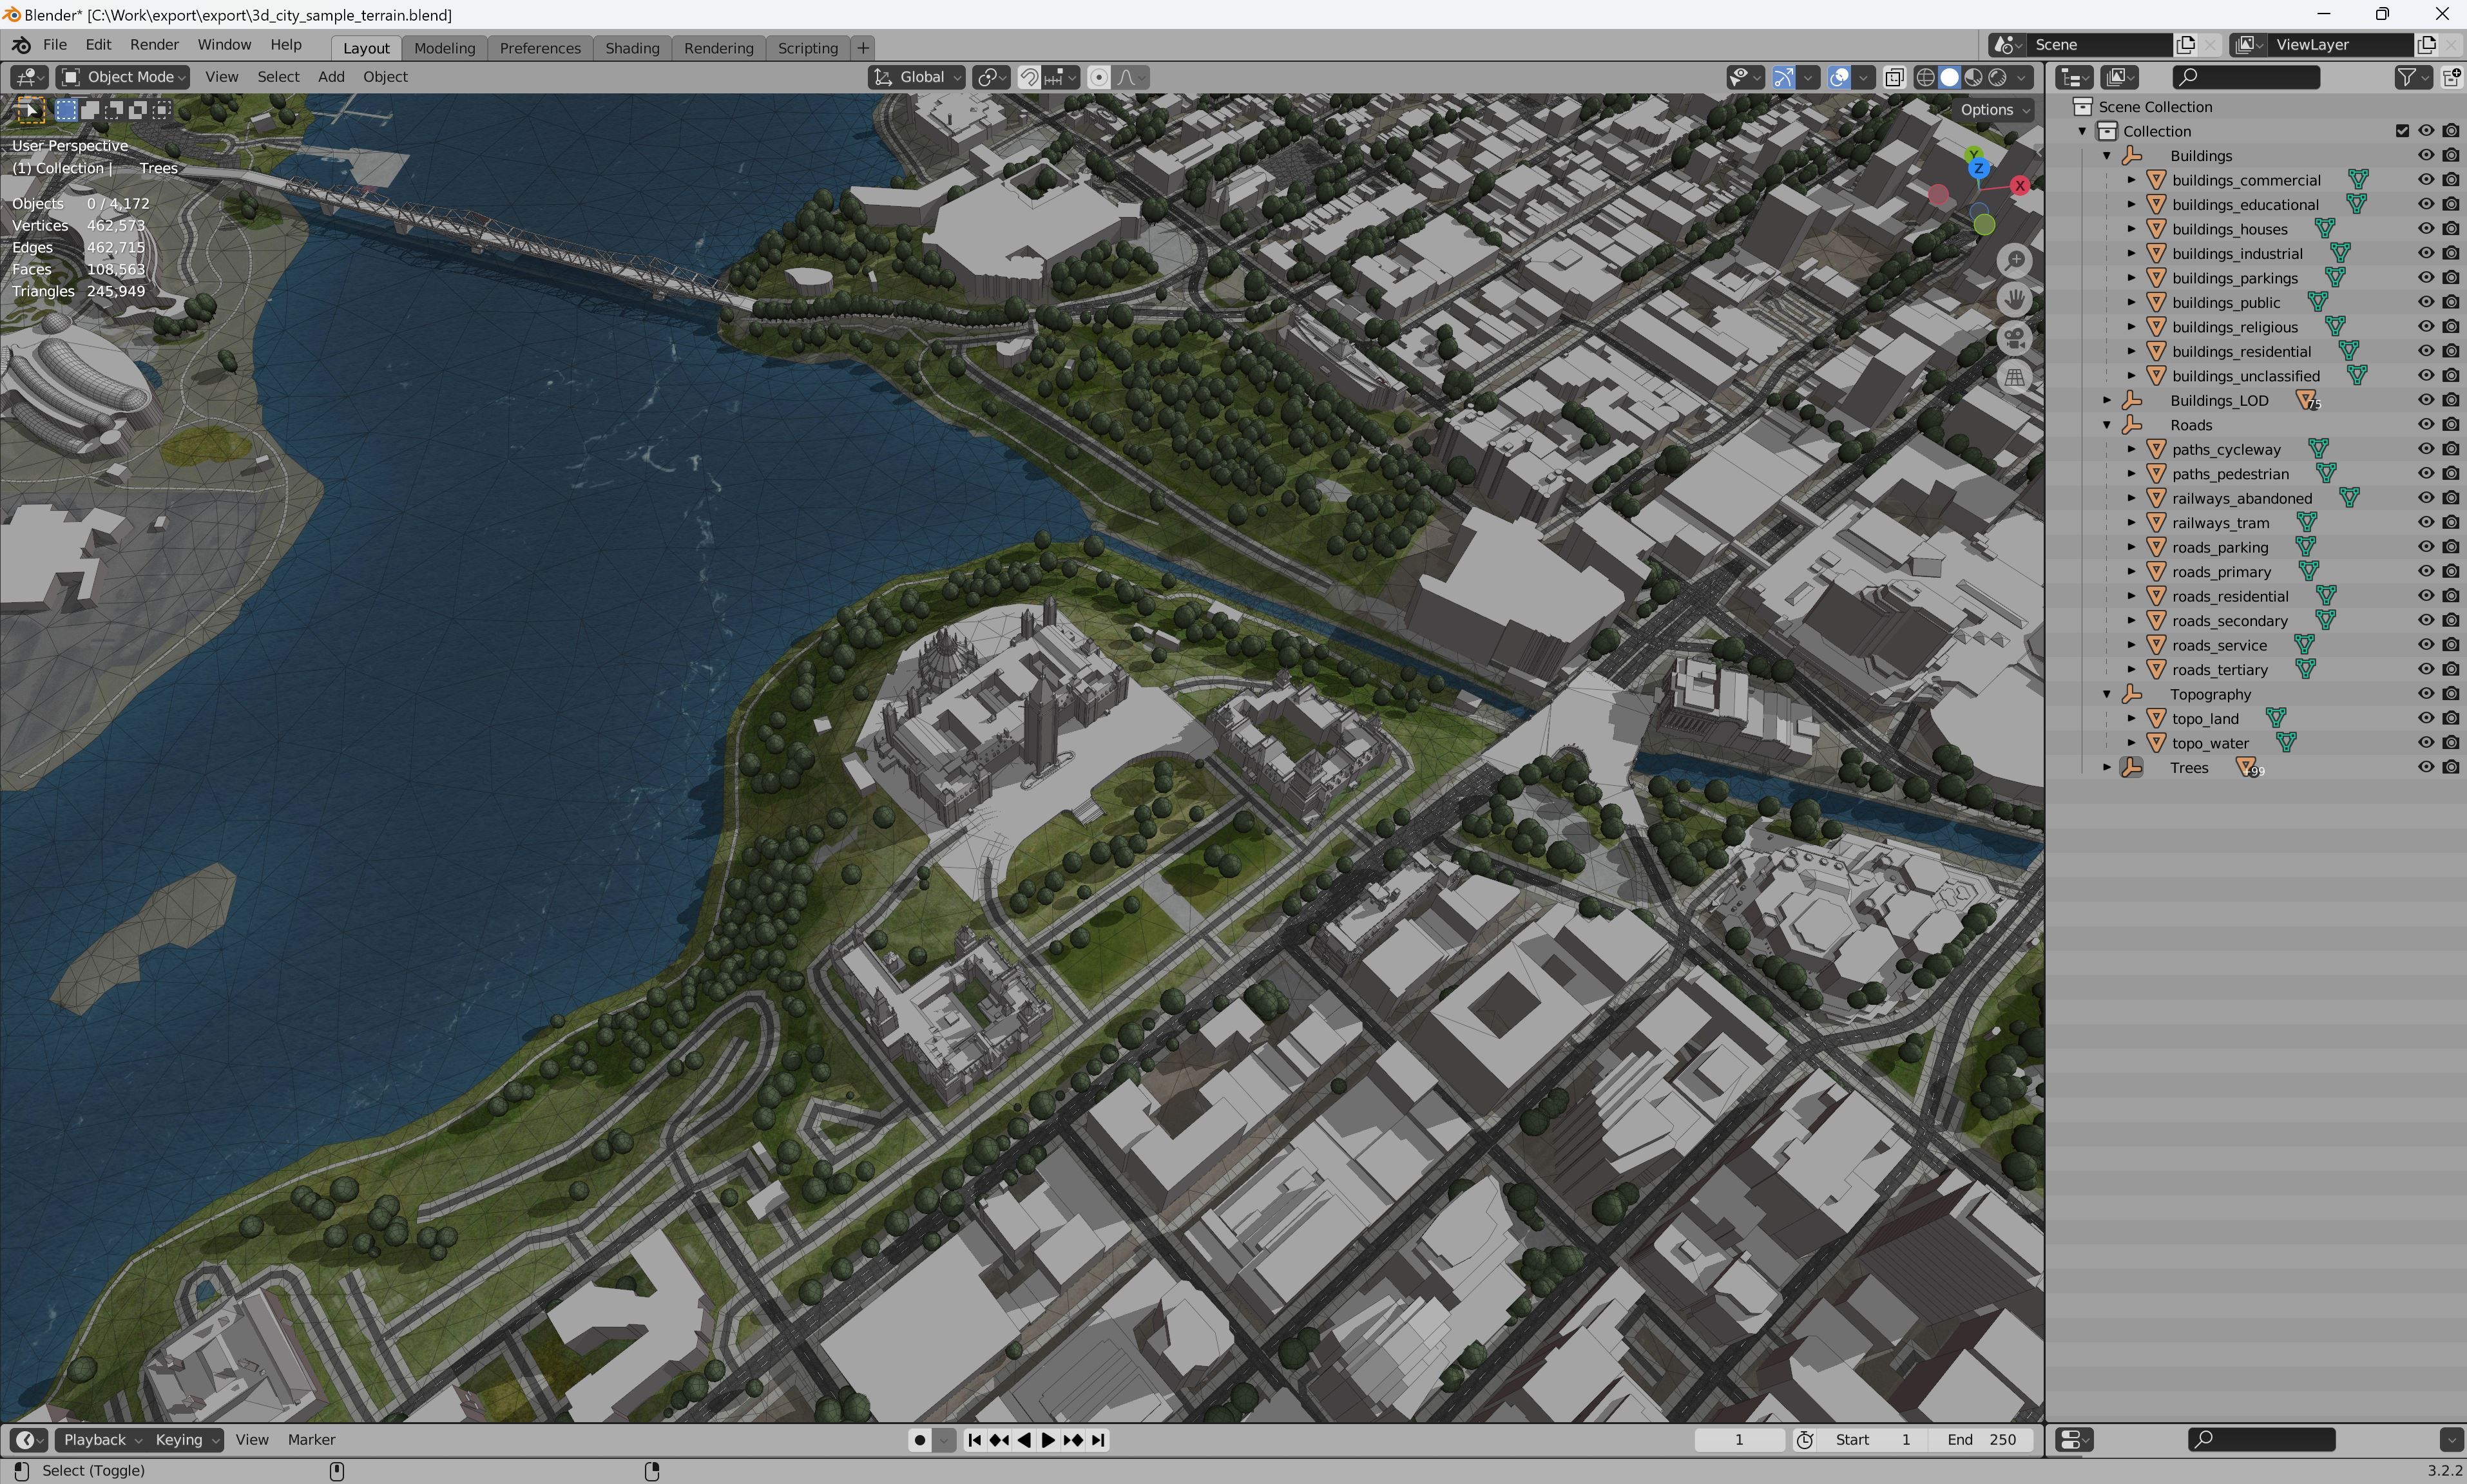 Blender* [C:\Work\export\export\3d_city_sample_terrain.blend]
File Edit Render Window Help Layout Modeling Preferences Shading Rendering Scripting + Scene ViewLayer
Object Mode View Select Add Object Global
Options
User Perspective
(1) Collection | Trees
Objects 0 / 4,172
Vertices 462,573
Edges 462,715
Faces 108,563
Triangles 245,949
Y
Z
X
Scene Collection
Collection
Buildings
buildings_commercial
buildings_educational
buildings_houses
buildings_industrial
buildings_parkings
buildings_public
buildings_religious
buildings_residential
buildings_unclassified
Buildings_LOD 75
Roads
paths_cycleway
paths_pedestrian
railways_abandoned
railways_tram
roads_parking
roads_primary
roads_residential
roads_secondary
roads_service
roads_tertiary
Topography
topo_land
topo_water
Trees +99
Playback Keying View Marker 1 Start 1 End 250
Select (Toggle) 3.2.2